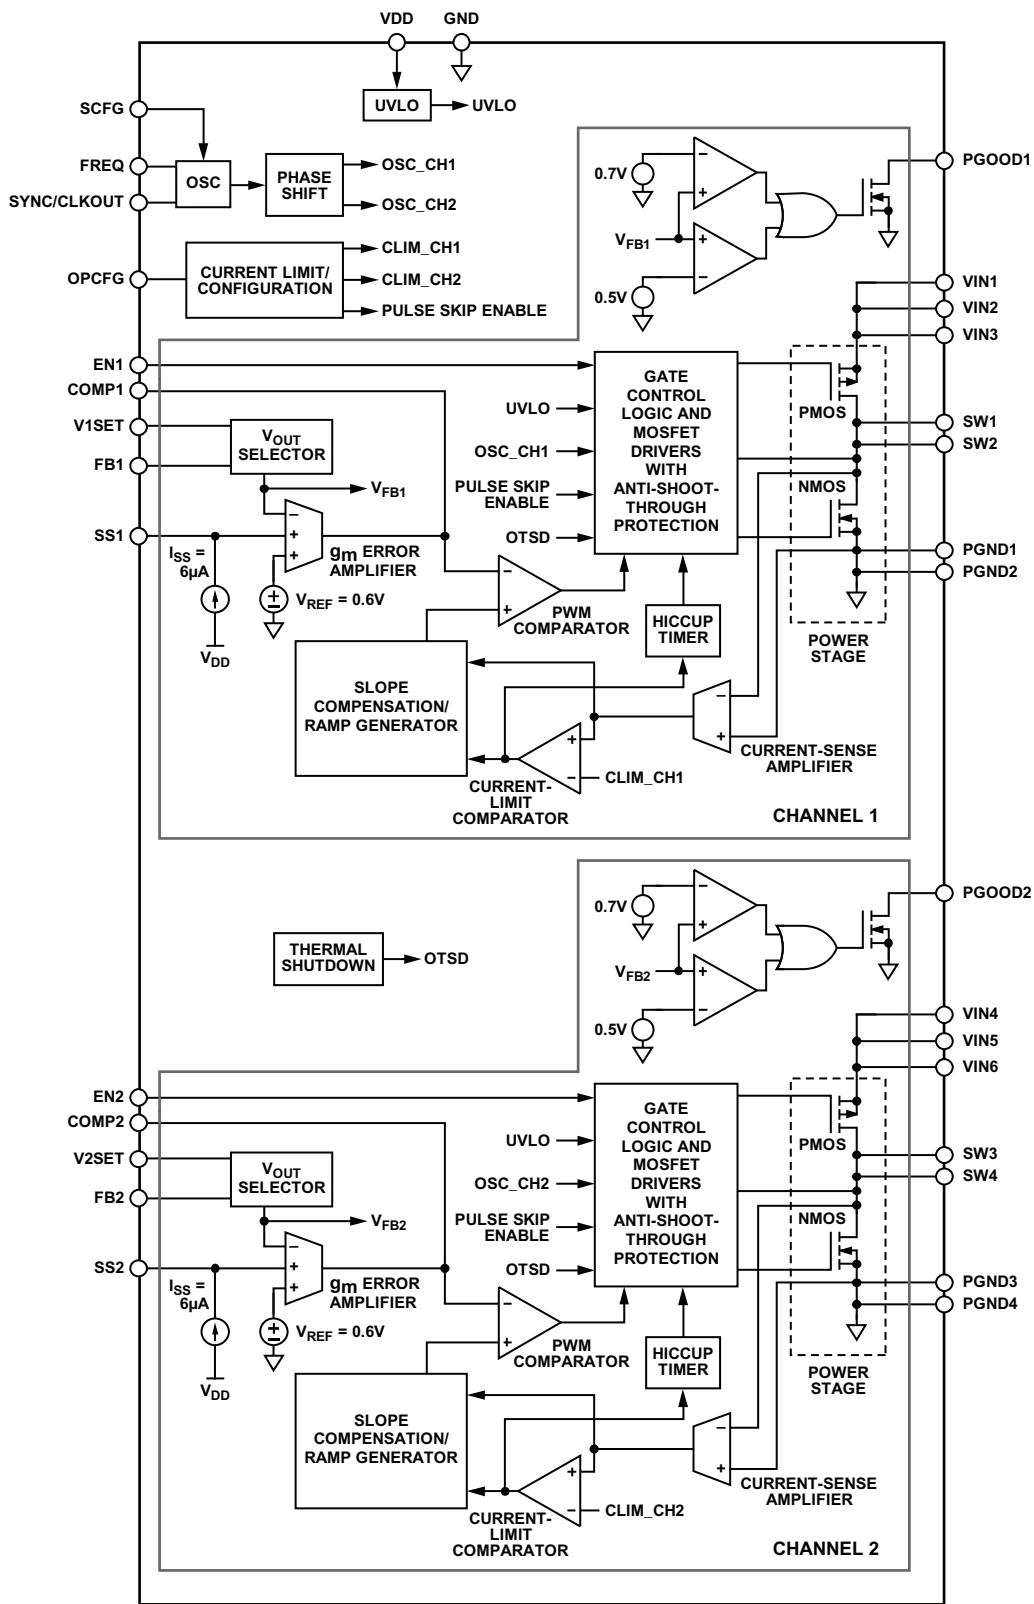 VDD
GND
SCFG
UVLO
UVLO
FREQ
OSC
PHASE
SHIFT
OSC_CH1
OSC_CH2
SYNC/CLKOUT
OPCFG
CURRENT LIMIT/
CONFIGURATION
CLIM_CH1
CLIM_CH2
PULSE SKIP ENABLE
0.7V
−
+
VFB1
+
−
0.5V
PGOOD1
VIN1
VIN2
VIN3
EN1
COMP1
V1SET
VOUT
SELECTOR
FB1
VFB1
SS1
ISS =
6µA
VDD
−
+
+
gm ERROR
AMPLIFIER
±
VREF = 0.6V
UVLO
OSC_CH1
PULSE SKIP
ENABLE
OTSD
GATE
CONTROL
LOGIC AND
MOSFET
DRIVERS
WITH
ANTI-SHOOT-
THROUGH
PROTECTION
PMOS
NMOS
SW1
SW2
PGND1
PGND2
POWER
STAGE
−
+
PWM
COMPARATOR
HICCUP
TIMER
SLOPE
COMPENSATION/
RAMP GENERATOR
+
−
CLIM_CH1
CURRENT-
LIMIT
COMPARATOR
−
+
CURRENT-SENSE
AMPLIFIER
CHANNEL 1
THERMAL
SHUTDOWN
OTSD
0.7V
−
+
VFB2
+
−
0.5V
PGOOD2
VIN4
VIN5
VIN6
EN2
COMP2
V2SET
VOUT
SELECTOR
FB2
VFB2
SS2
ISS =
6µA
VDD
−
+
+
gm ERROR
AMPLIFIER
±
VREF = 0.6V
UVLO
OSC_CH2
PULSE SKIP
ENABLE
OTSD
GATE
CONTROL
LOGIC AND
MOSFET
DRIVERS
WITH
ANTI-SHOOT-
THROUGH
PROTECTION
PMOS
NMOS
SW3
SW4
PGND3
PGND4
POWER
STAGE
−
+
PWM
COMPARATOR
HICCUP
TIMER
SLOPE
COMPENSATION/
RAMP GENERATOR
+
−
CLIM_CH2
CURRENT-
LIMIT
COMPARATOR
−
+
CURRENT-SENSE
AMPLIFIER
CHANNEL 2